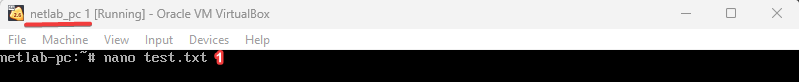 netlab_pc 1 [Running] - Oracle VM VirtualBox
File Machine View Input Devices Help
netlab-pc:~# nano test.txt 1